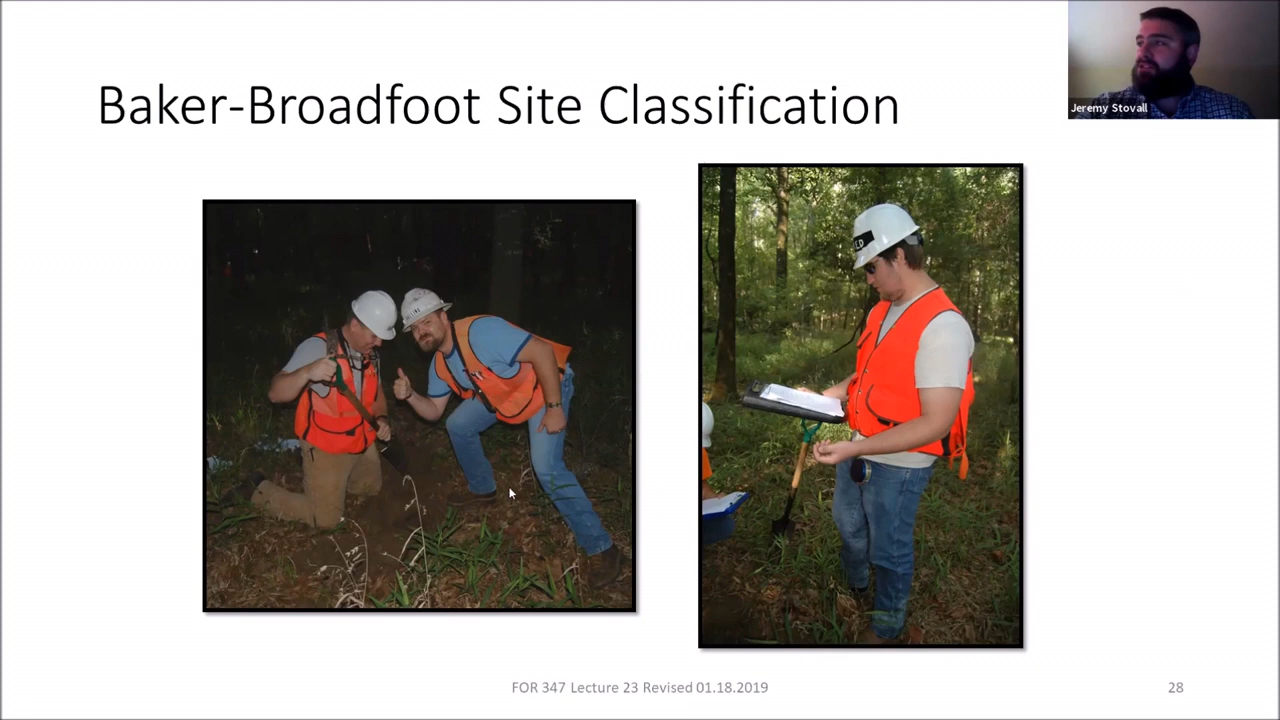 Baker-Broadfoot Site Classification
Jeremy Stovall
FOR 347 Lecture 23 Revised 01.18.2019
28